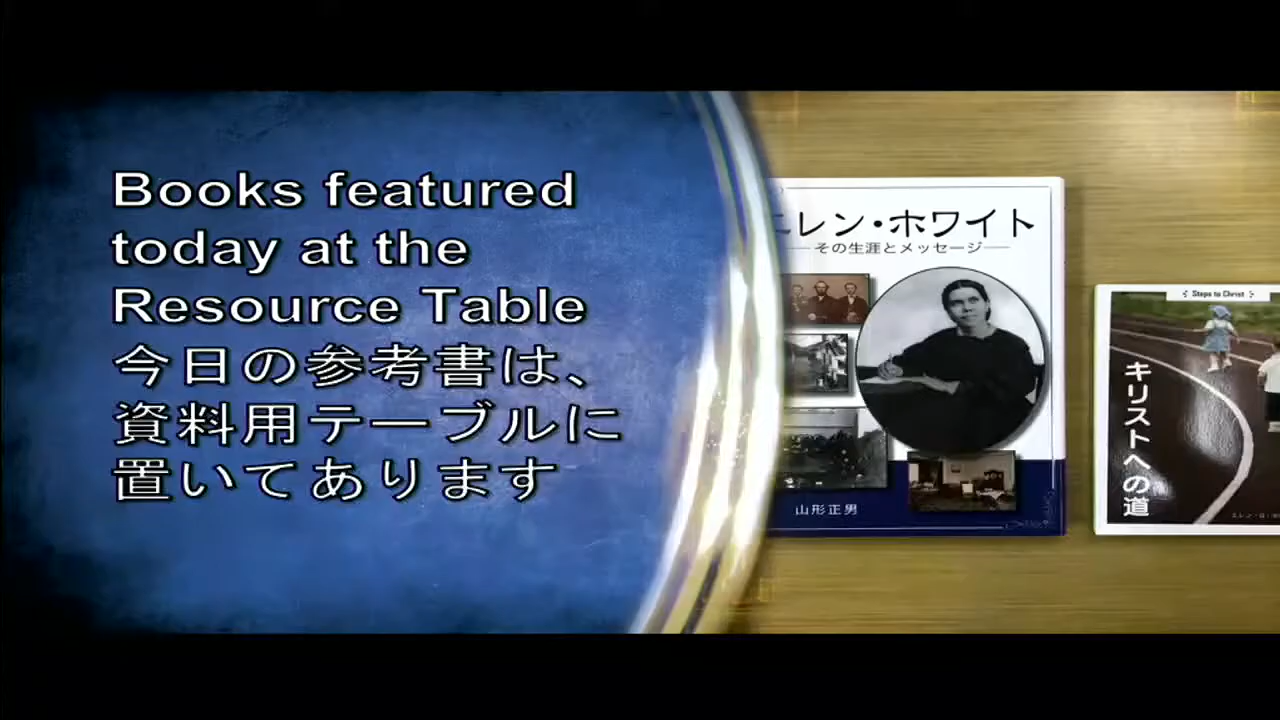 Books featured
today at the
Resource Table
今日の参考書は、
資料用テーブルに
置いてあります
エレン・ホワイト
その生涯とメッセージ
山形正男
Steps to Christ
キリストへの道